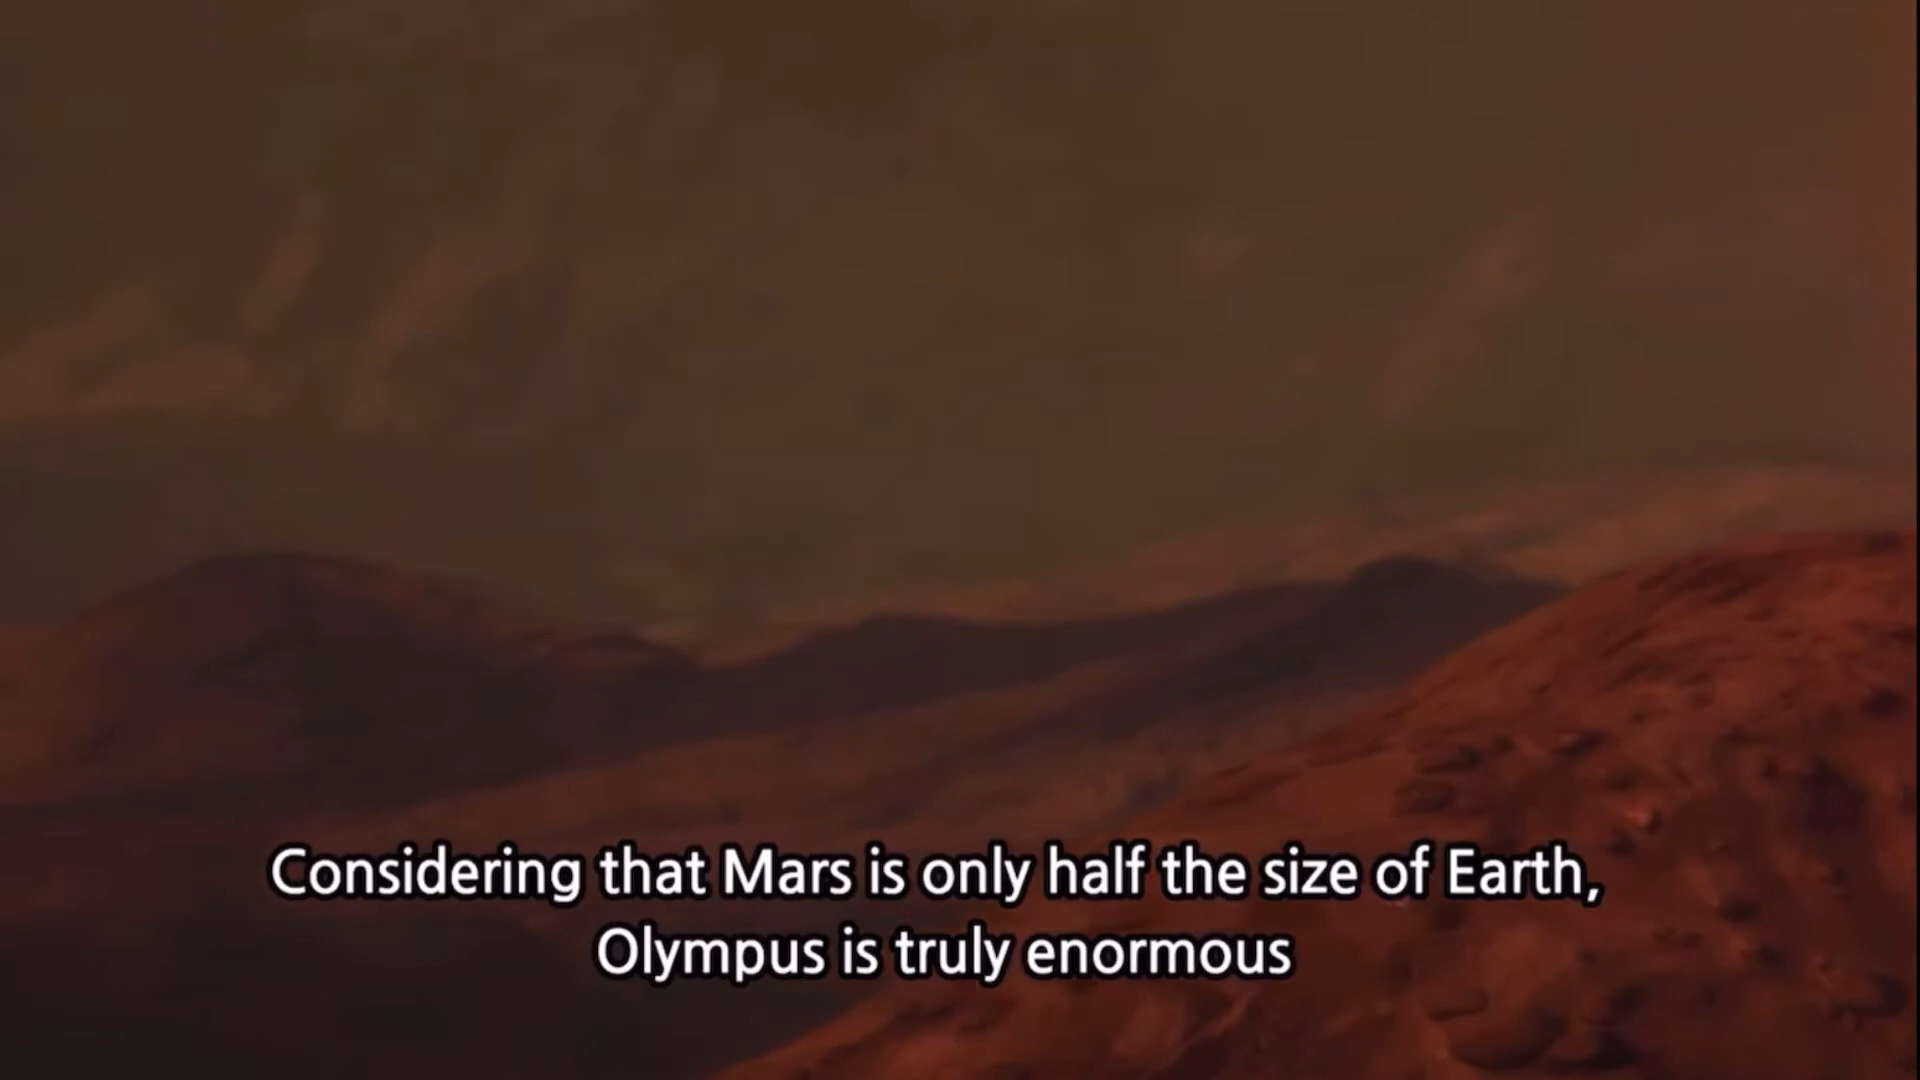 Considering that Mars is only half the size of Earth,
Olympus is truly enormous